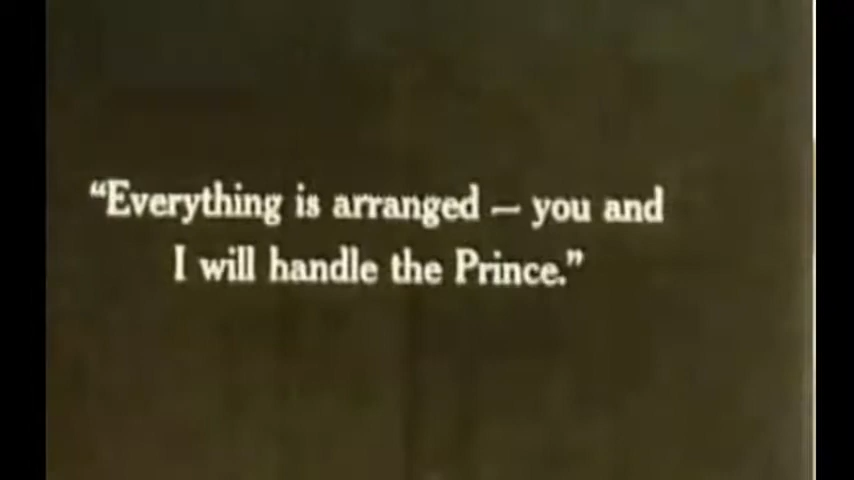 “Everything is arranged — you and
I will handle the Prince.”